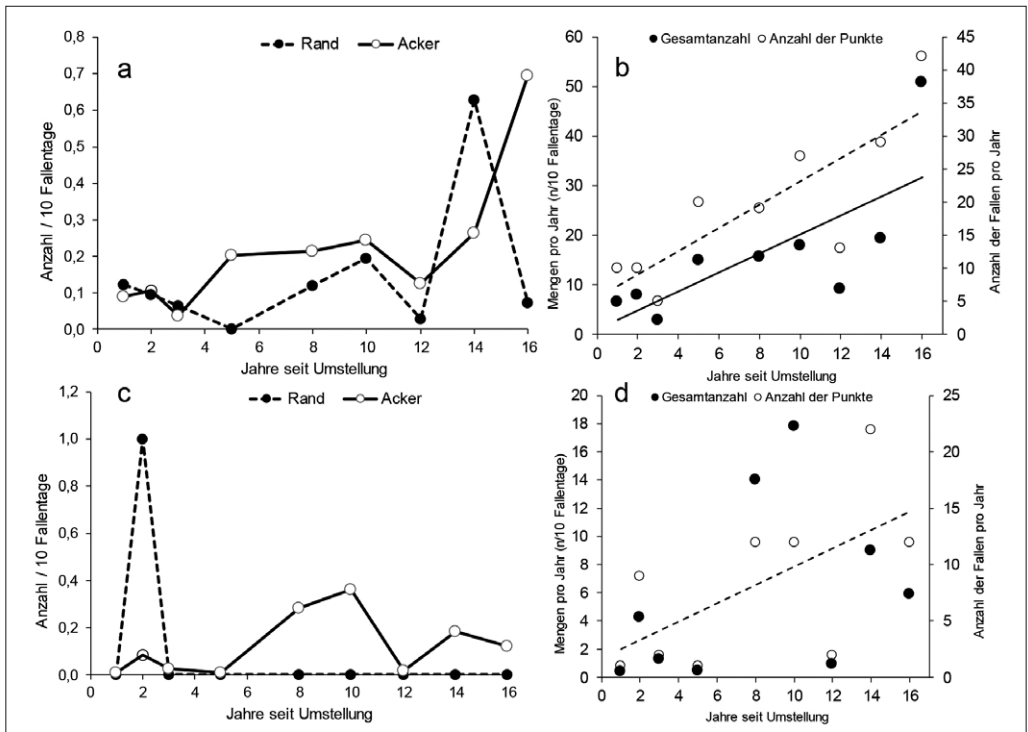 a
Rand Acker
Anzahl / 10 Fallentage
0,8
0,7
0,6
0,5
0,4
0,3
0,2
0,1
0,0
0 2 4 6 8 10 12 14 16
Jahre seit Umstellung
b
Gesamtanzahl Anzahl der Punkte
Mengen pro Jahr (n/10 Fallentage)
60
50
40
30
20
10
0
45
40
35
30
25
20
15
10
5
0
Anzahl der Fallen pro Jahr
0 2 4 6 8 10 12 14 16
Jahre seit Umstellung
c
Rand Acker
Anzahl / 10 Fallentage
1,2
1,0
0,8
0,6
0,4
0,2
0,0
0 2 4 6 8 10 12 14 16
Jahre seit Umstellung
d
Gesamtanzahl Anzahl der Punkte
Mengen pro Jahr (n/10 Fallentage)
20
18
16
14
12
10
8
6
4
2
0
25
20
15
10
5
0
Anzahl der Fallen pro Jahr
0 2 4 6 8 10 12 14 16
Jahre seit Umstellung